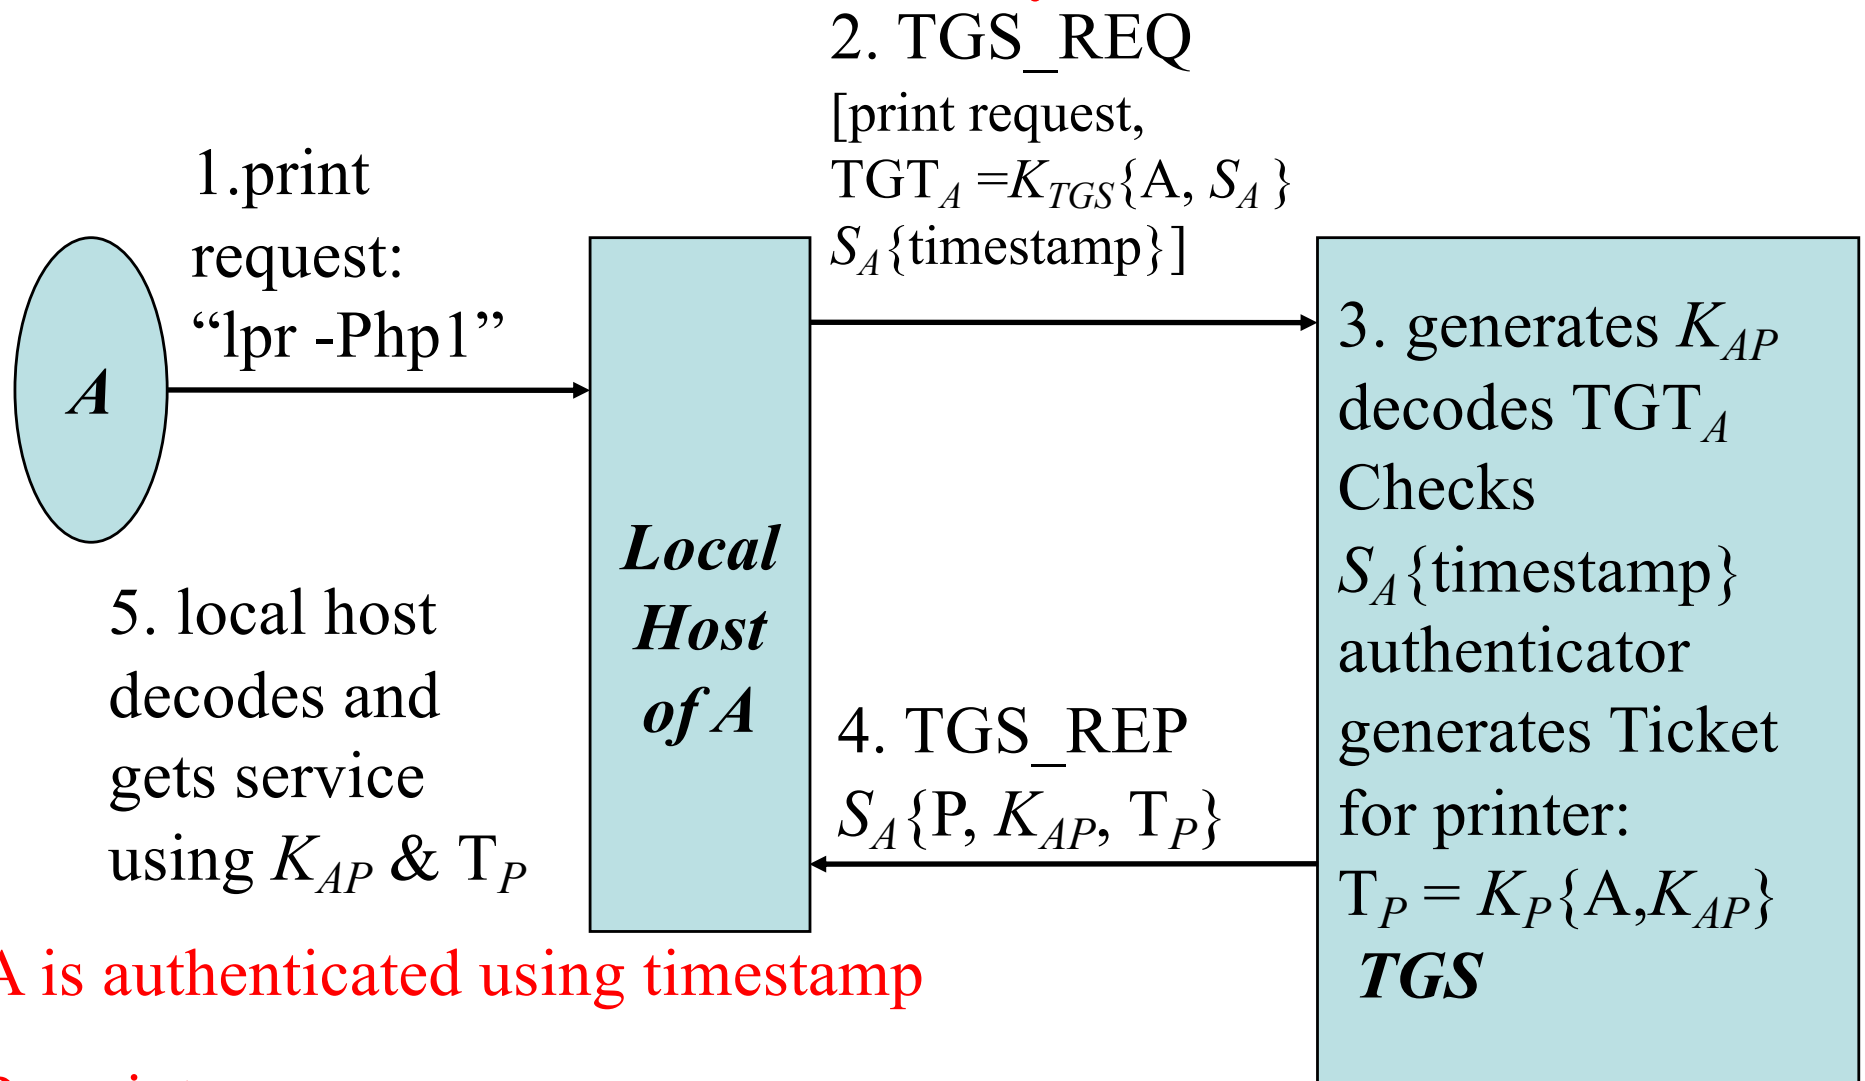 2. TGS_REQ
[print request,
TGT_A =K_TGS{A, S_A }
S_A{timestamp}]
1.print
request:
“lpr -Php1”
A
Local
Host
of A
3. generates K_AP
decodes TGT_A
Checks
S_A{timestamp}
authenticator
generates Ticket
for printer:
T_P = K_P{A,K_AP}
TGS
4. TGS_REP
S_A{P, K_AP, T_P}
5. local host
decodes and
gets service
using K_AP & T_P
A is authenticated using timestamp